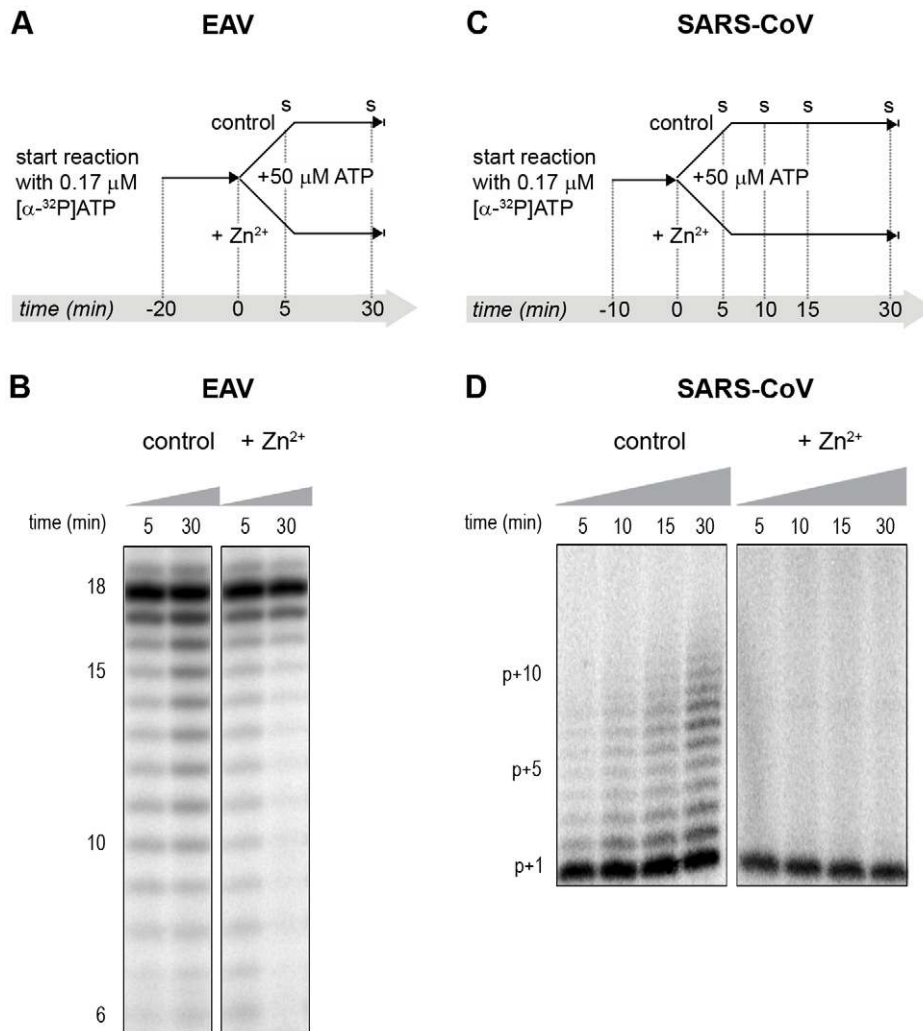 A EAV
control
s s
start reaction
with 0.17 μM
[α-³²P]ATP
+50 μM ATP
+ Zn²⁺
time (min) -20 0 5 30
C SARS-CoV
control
s s s s
start reaction
with 0.17 μM
[α-³²P]ATP
+50 μM ATP
+ Zn²⁺
time (min) -10 0 5 10 15 30
B EAV
control + Zn²⁺
time (min) 5 30 5 30
18
15
10
6
D SARS-CoV
control + Zn²⁺
time (min) 5 10 15 30 5 10 15 30
p+10
p+5
p+1